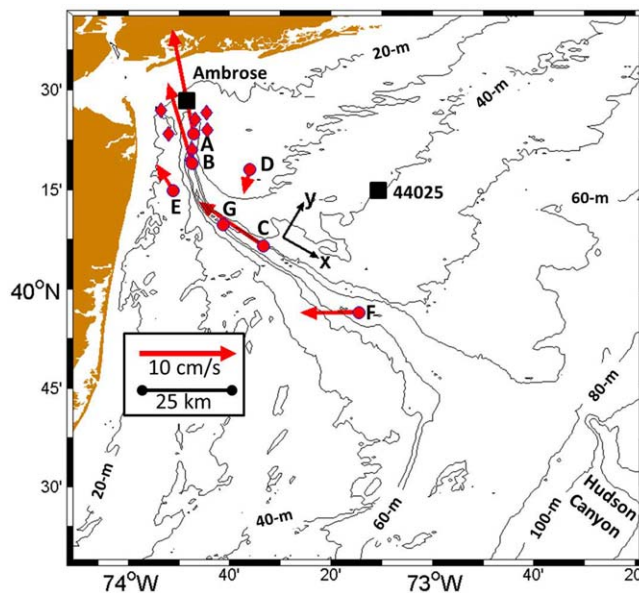 20-m
30'
Ambrose
40-m
A
B
D
15'
44025
60-m
E
G
C
y
x
40°N
F
10 cm/s
25 km
80-m
45'
20-m
30'
40-m
60-m
100-m
Hudson
Canyon
74°W
40'
20'
73°W
40'
20'